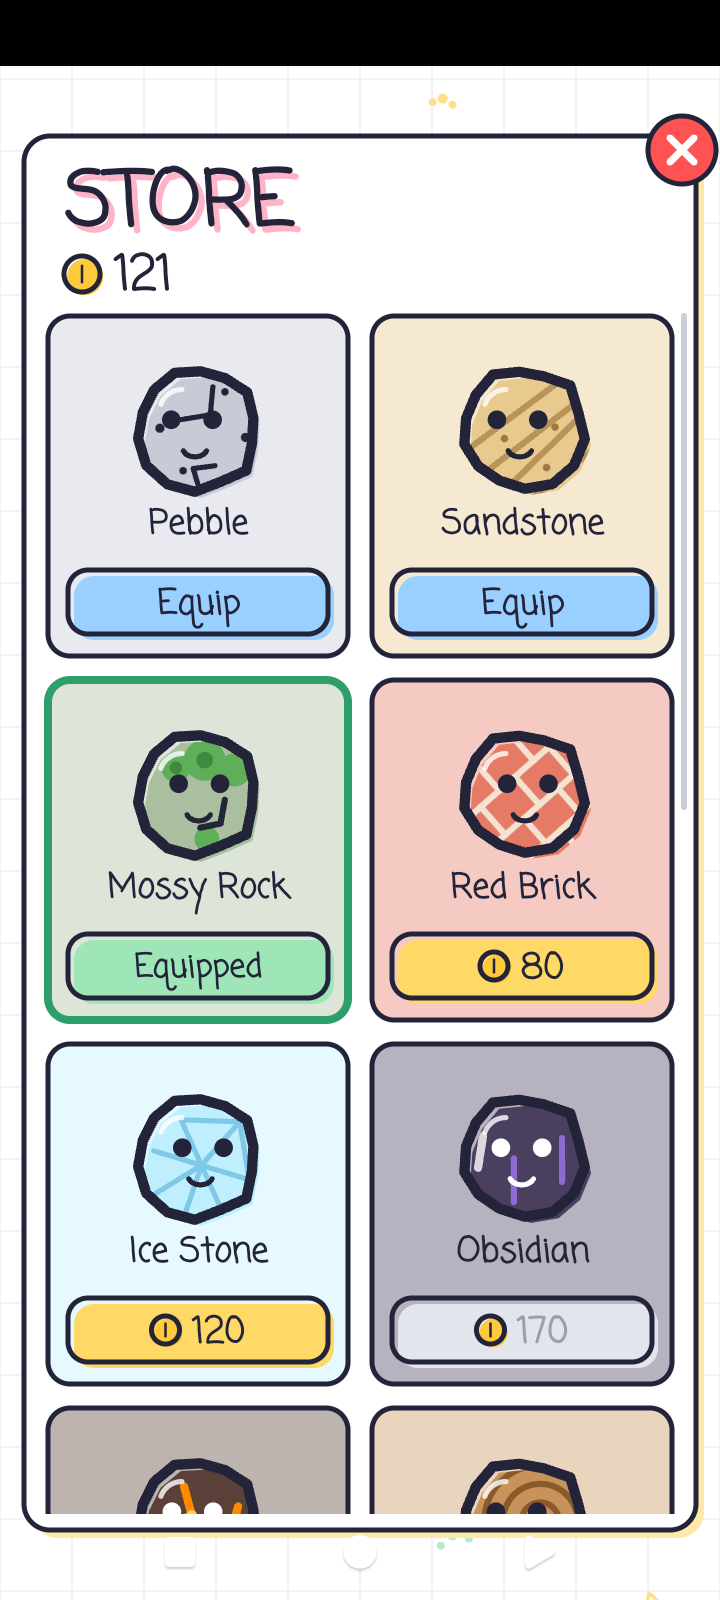 STORE
121
Pebble
Sandstone
Equip
Equip
Mossy Rock
Red Brick
Equipped
80
Ice Stone
Obsidian
120
170